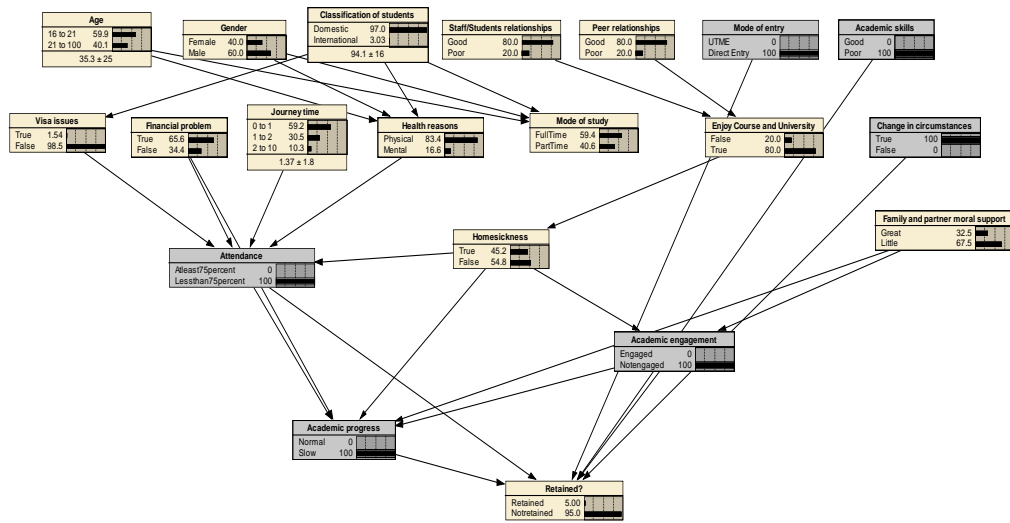 Age
16 to 21 59.9
21 to 100 40.1
35.3 ± 25
Gender
Female 40.0
Male 60.0
Classification of students
Domestic 97.0
International 3.03
94.1 ± 16
Staff/Students relationships
Good 80.0
Poor 20.0
Peer relationships
Good 80.0
Poor 20.0
Mode of entry
UTME 0
Direct Entry 100
Academic skills
Good 0
Poor 100
Visa issues
True 1.54
False 98.5
Financial problem
True 65.6
False 34.4
Journey time
0 to 1 59.2
1 to 2 30.5
2 to 10 10.3
1.37 ± 1.8
Health reasons
Physical 83.4
Mental 16.6
Mode of study
FullTime 59.4
PartTime 40.6
Enjoy Course and University
False 20.0
True 80.0
Change in circumstances
True 100
False 0
Family and partner moral support
Great 32.5
Little 67.5
Attendance
Atleast75percent 0
Lessthan75percent 100
Homesickness
True 45.2
False 54.8
Academic engagement
Engaged 0
Notengaged 100
Academic progress
Normal 0
Slow 100
Retained?
Retained 5.00
Notretained 95.0